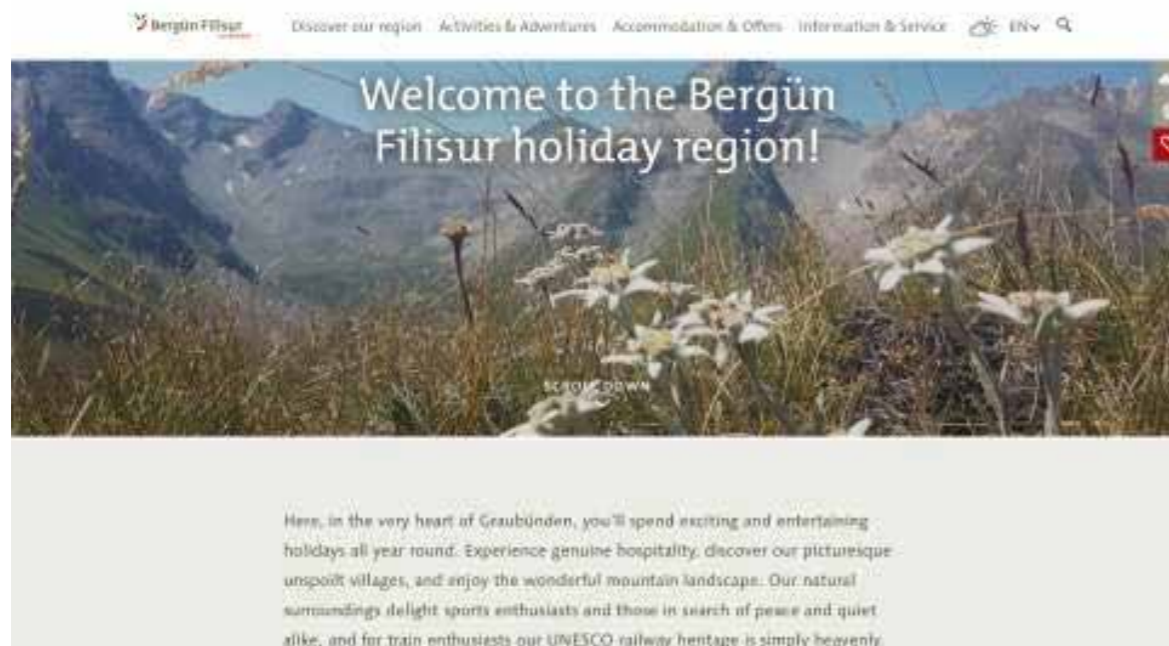 Bergün Filisur
Discover our region Activities & Adventures Accommodation & Offers Information & Service EN
Welcome to the Bergün
Filisur holiday region!
SCROLL DOWN
Here, in the very heart of Graubünden, you'll spend exciting and entertaining
holidays all year round. Experience genuine hospitality, discover our picturesque
unspoilt villages, and enjoy the wonderful mountain landscape. Our natural
surroundings delight sports enthusiasts and those in search of peace and quiet
alike, and for train enthusiasts our UNESCO railway heritage is simply heavenly.